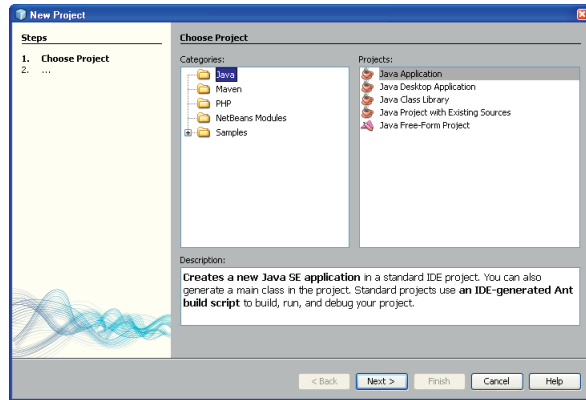 New Project
Steps
1. Choose Project
2. ...
Choose Project
Categories:
Java
Maven
PHP
NetBeans Modules
Samples
Projects:
Java Application
Java Desktop Application
Java Class Library
Java Project with Existing Sources
Java Free-Form Project
Description:
Creates a new Java SE application in a standard IDE project. You can also
generate a main class in the project. Standard projects use an IDE-generated Ant
build script to build, run, and debug your project.
< Back
Next >
Finish
Cancel
Help